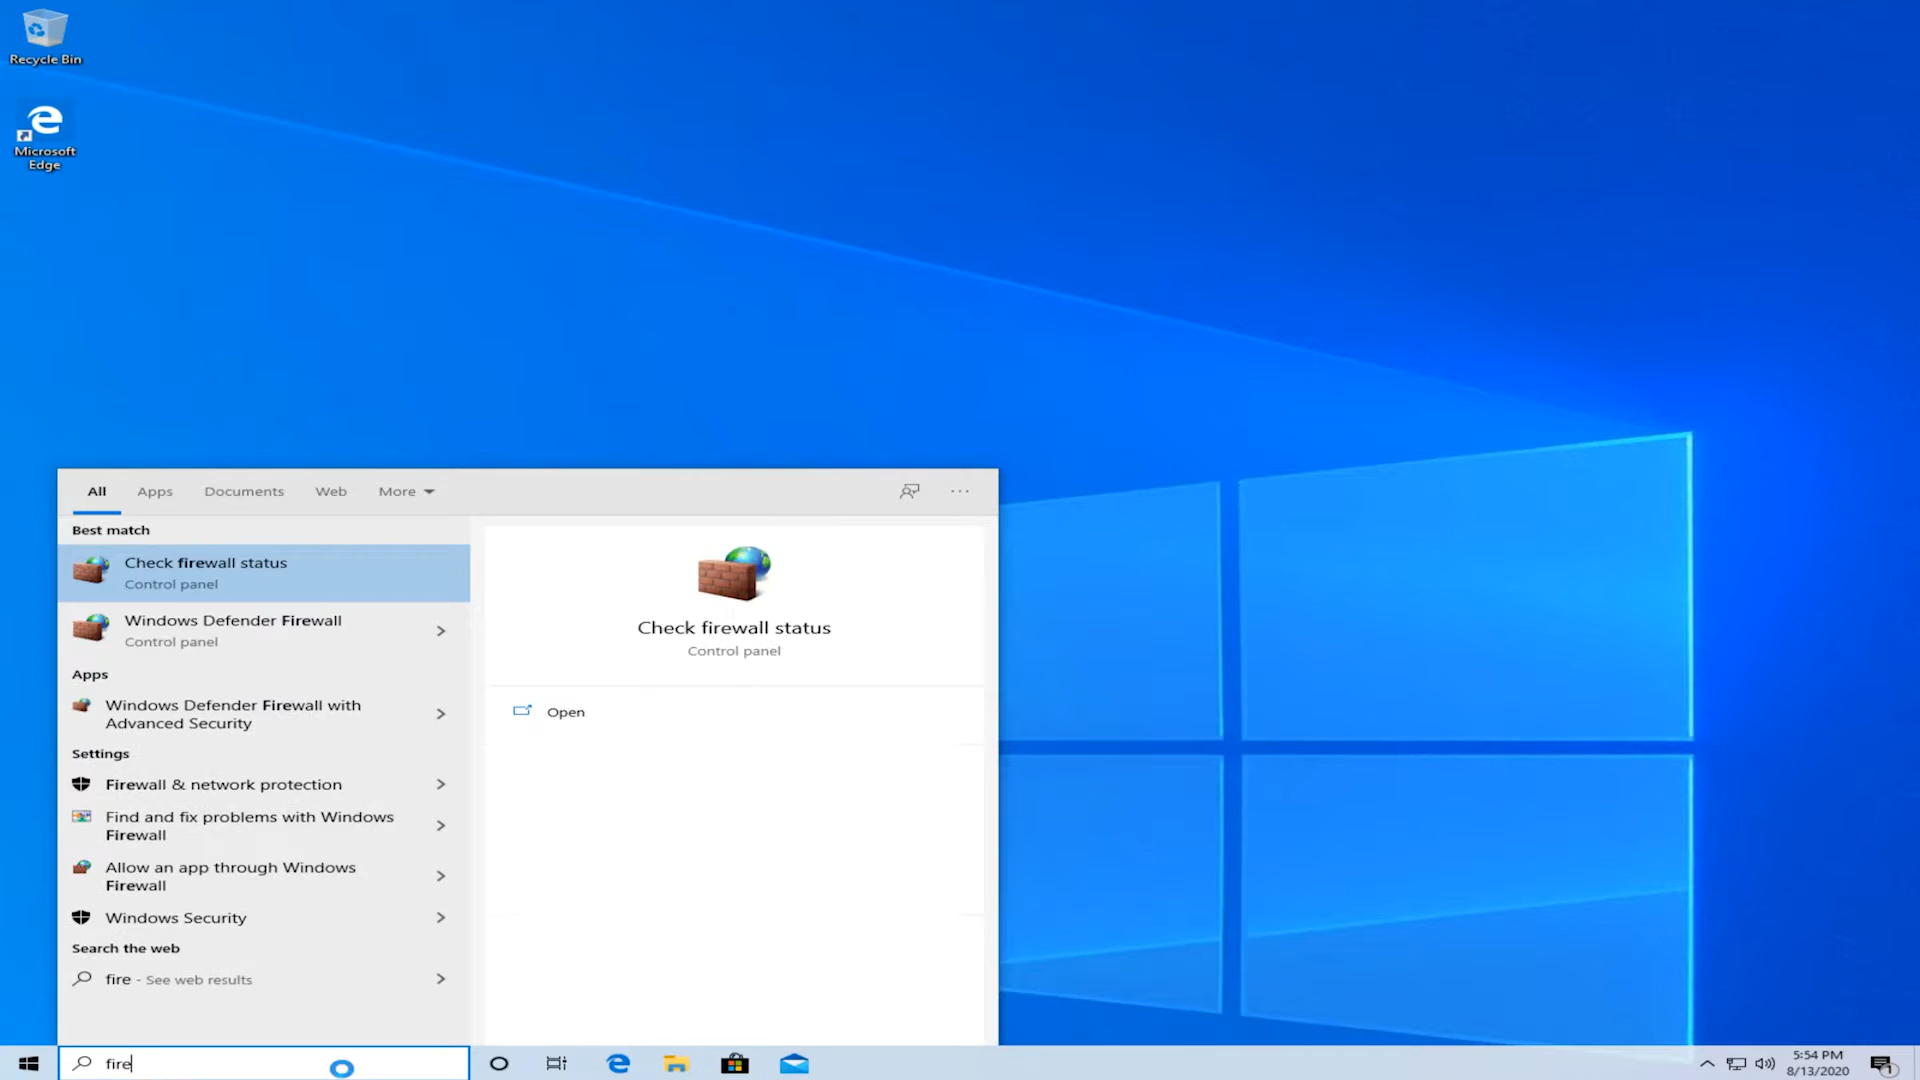 Recycle Bin
Microsoft
Edge
All Apps Documents Web More
Best match
Check firewall status
Control panel
Windows Defender Firewall
Control panel
Apps
Windows Defender Firewall with
Advanced Security
Settings
Firewall & network protection
Find and fix problems with Windows
Firewall
Allow an app through Windows
Firewall
Windows Security
Search the web
fire - See web results
Check firewall status
Control panel
Open
fire
5:54 PM
8/13/2020
1